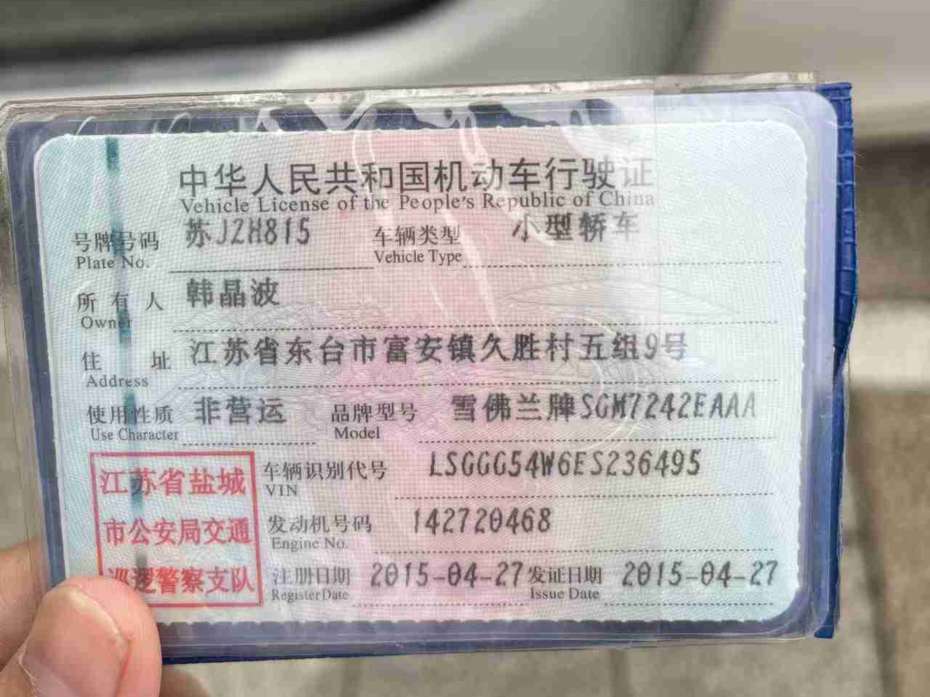 中华人民共和国机动车行驶证
Vehicle License of the People's Republic of China
号牌号码 苏J2H815 车辆类型 小型轿车
Plate No. Vehicle Type
所有人 韩晶波
Owner
住址 江苏省东台市富安镇久胜村五组9号
Address
使用性质 非营运 品牌型号 雪佛兰牌SGM7242EAAA
Use Character Model
江苏省盐城 车辆识别代号 LSGGG54W6ES236495
VIN
市公安局交通 发动机号码 142720468
Engine No.
巡逻警察支队 注册日期 2015-04-27 发证日期 2015-04-27
Register Date Issue Date